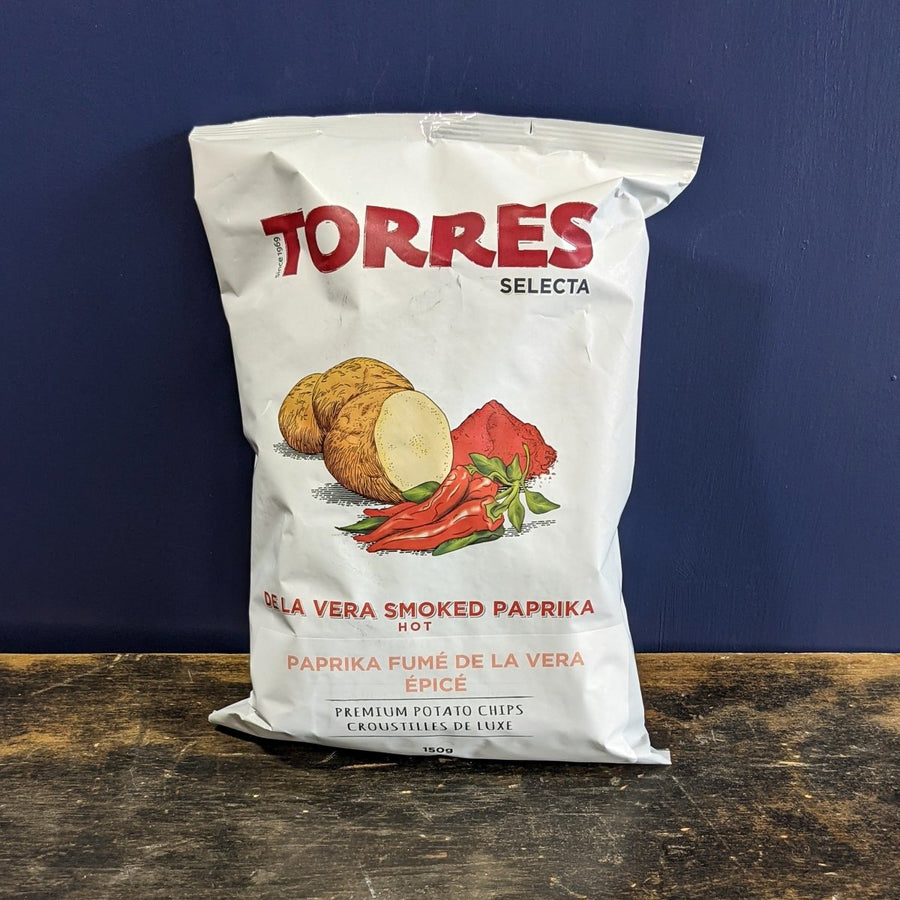 Since 1969
TORRES
SELECTA
DE LA VERA SMOKED PAPRIKA
HOT
PAPRIKA FUMÉ DE LA VERA
ÉPICÉ
PREMIUM POTATO CHIPS
CROUSTILLES DE LUXE
150g